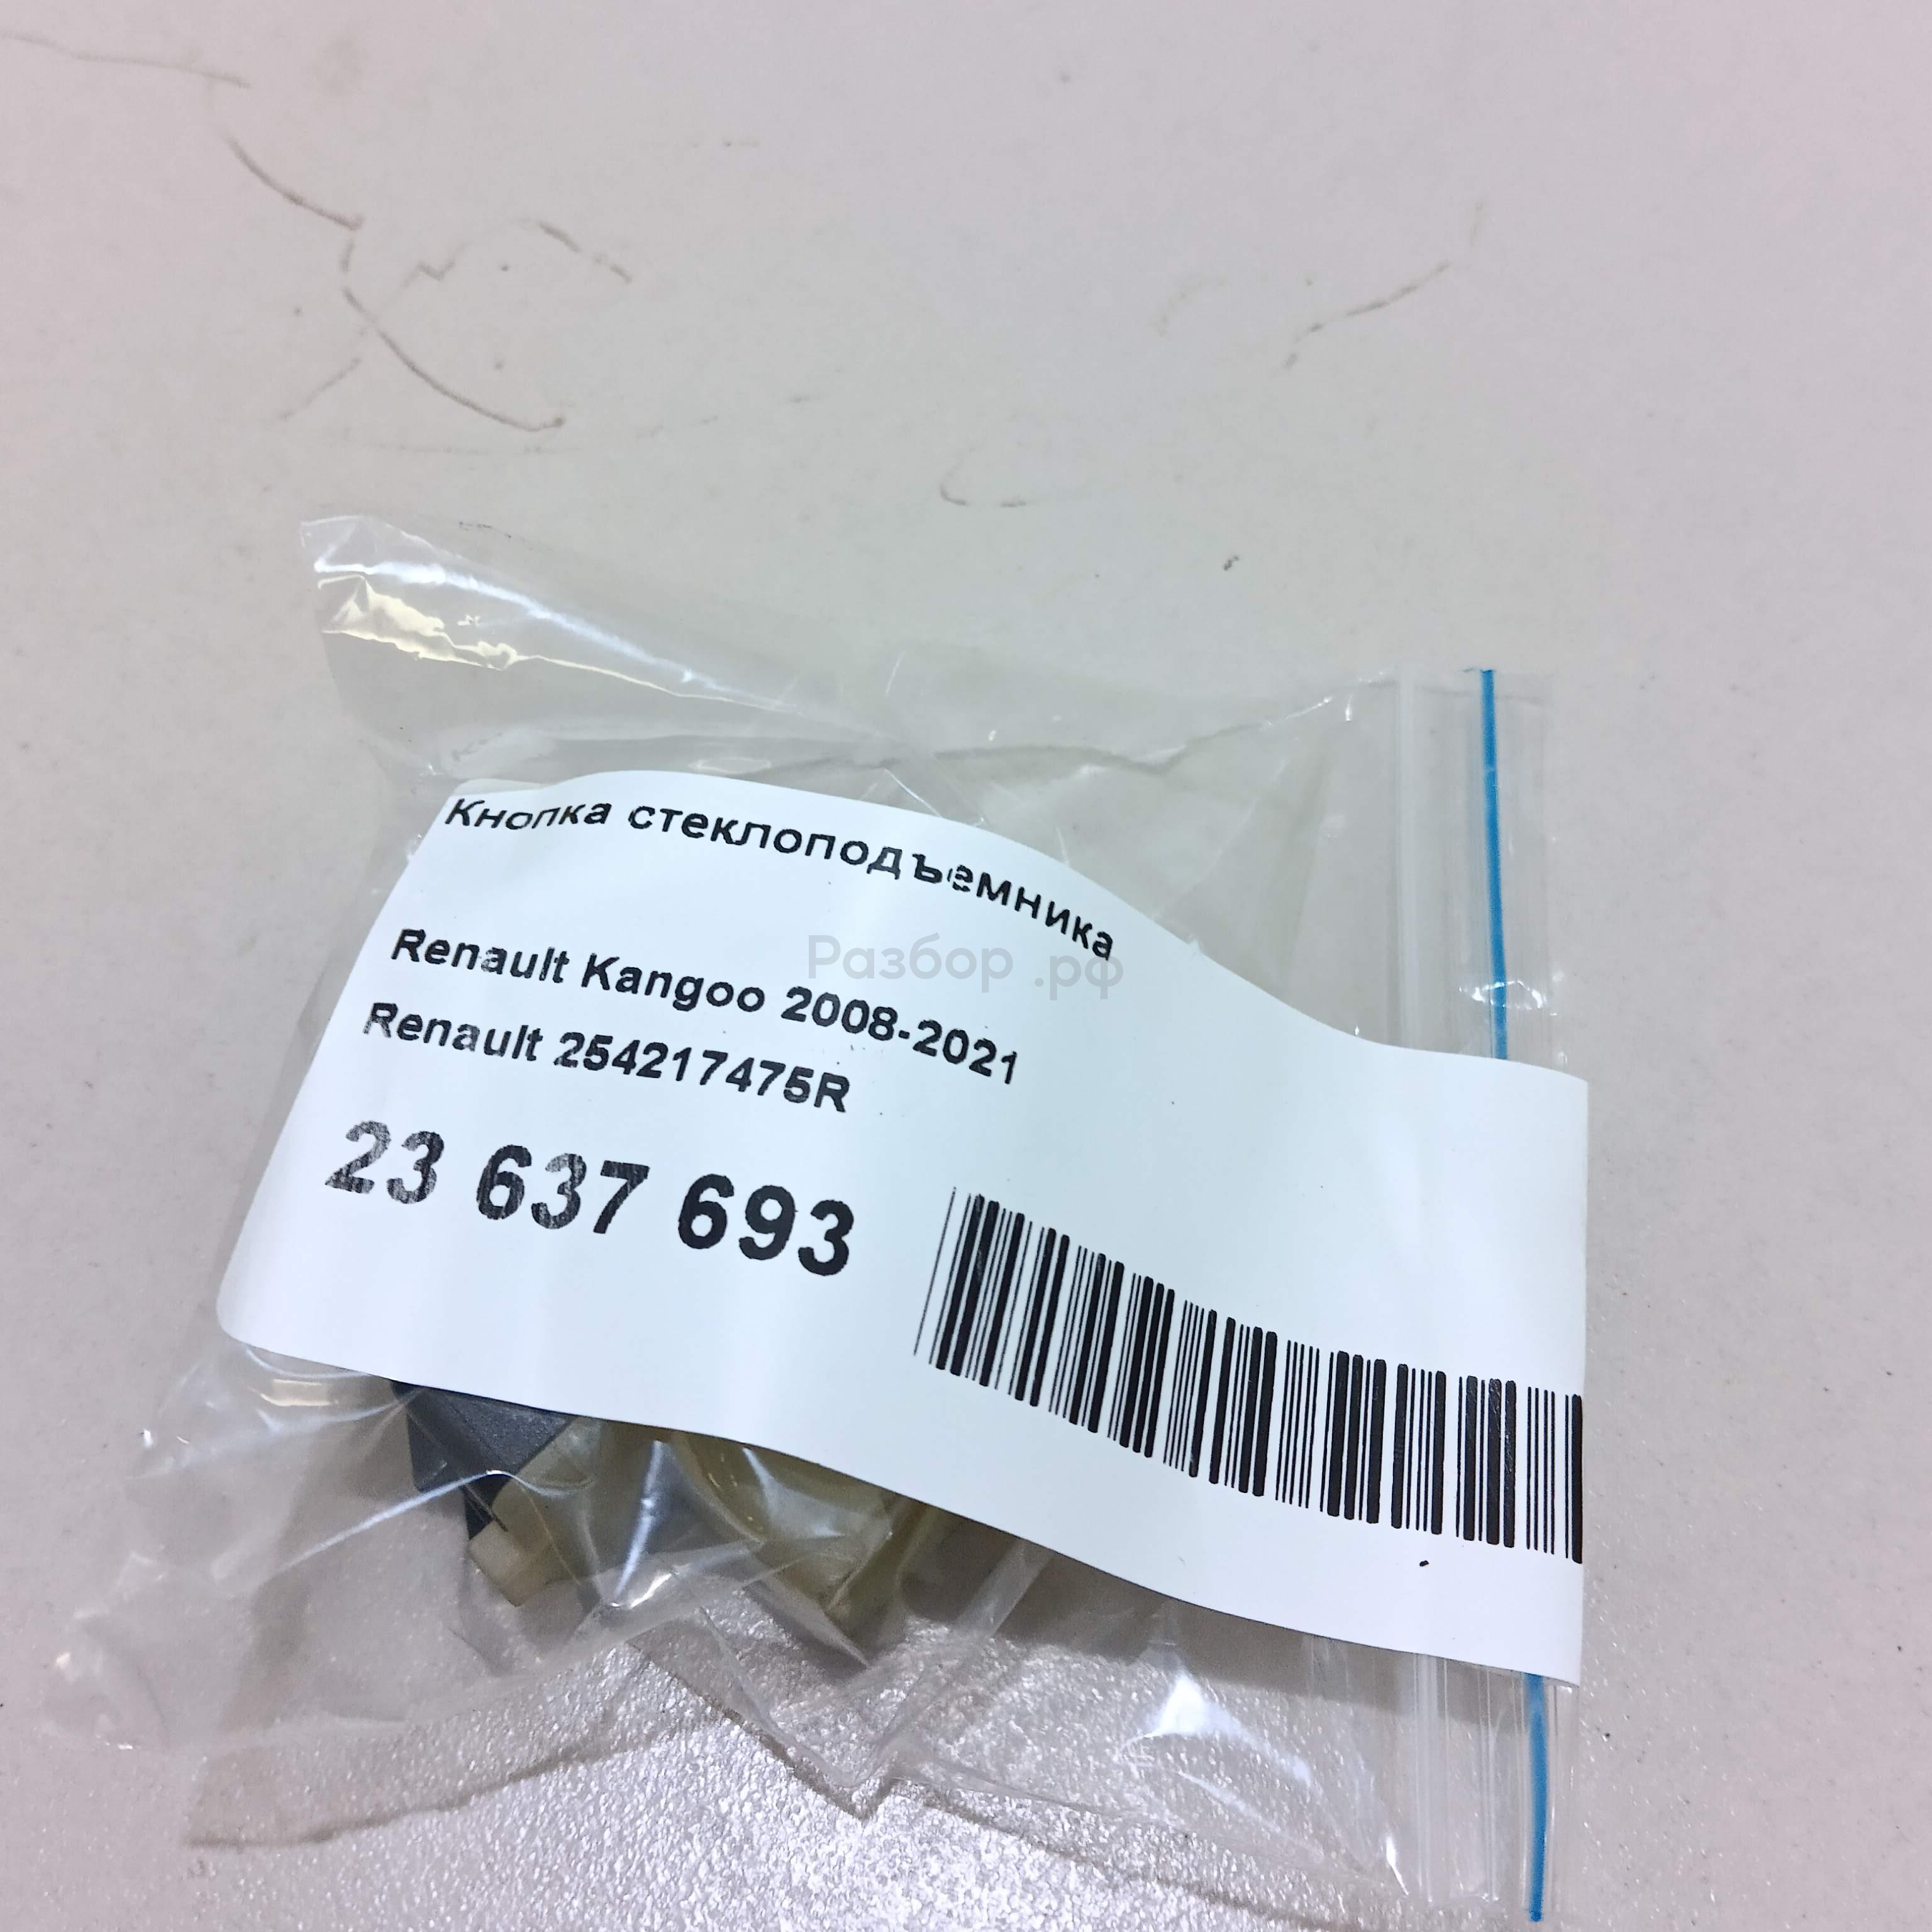 Кнопка стеклоподъемника
Разбор.рф
Renault Kangoo 2008-2021
Renault 254217475R
23 637 693